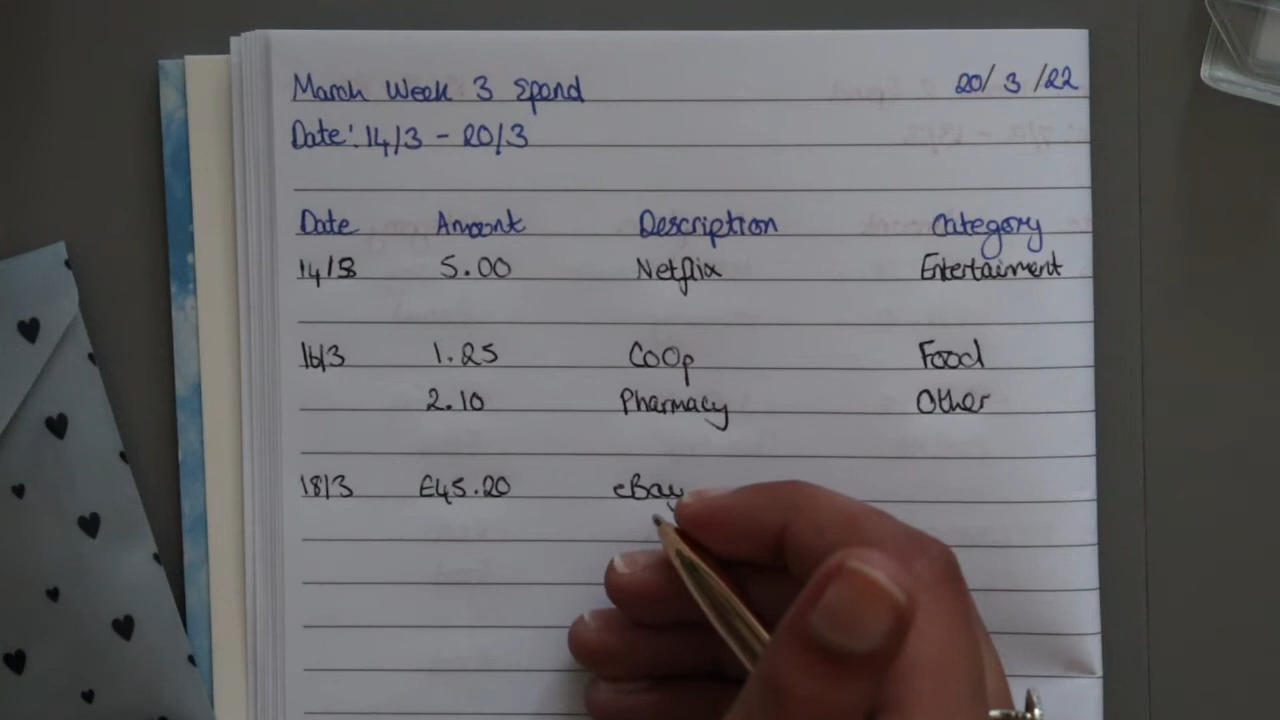 March Week 3 Spend 20/3/22
Date: 14/3 - 20/3
Date Amount Description Category
14/3 5.00 Netflix Entertaiment
16/3 1.25 CoOp Food
2.10 Pharmacy Other
18/3 £45.20 eBay